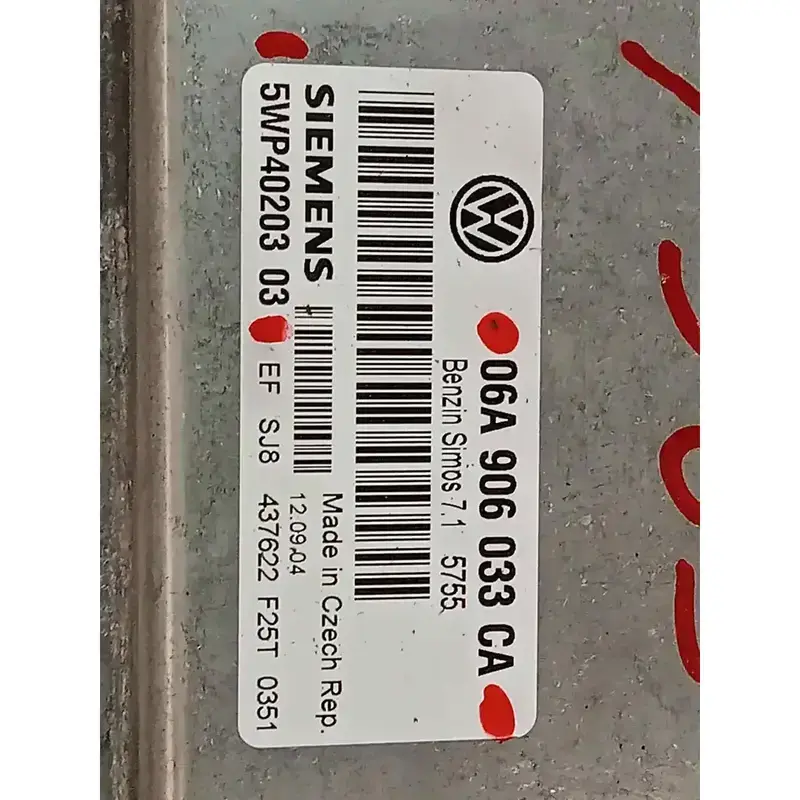 06A 906 033 CA
Benzin Simos 7.1 5755
SIEMENS
Made in Czech Rep.
12.09.04
5WP40203 03 EF SJ8 437622 F25T 0351